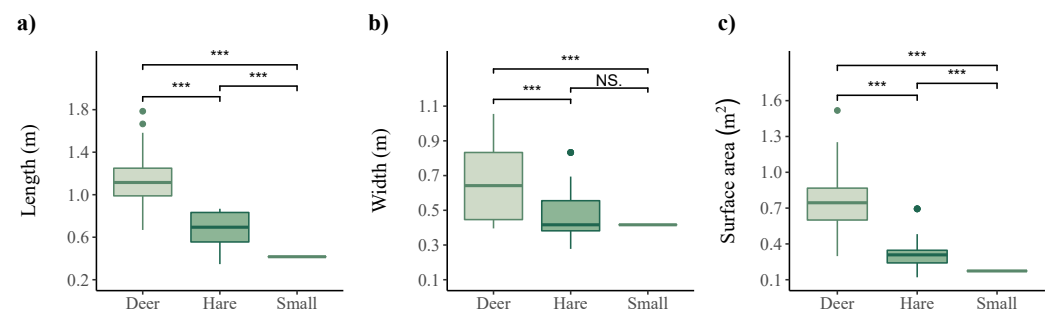 a)
***
***
***
Length (m)
1.8
1.4
1.0
0.6
0.2
Deer Hare Small
b)
***
***
NS.
Width (m)
1.1
0.9
0.7
0.5
0.3
0.1
Deer Hare Small
c)
***
***
***
Surface area (m²)
1.6
1.3
1.0
0.7
0.4
0.1
Deer Hare Small